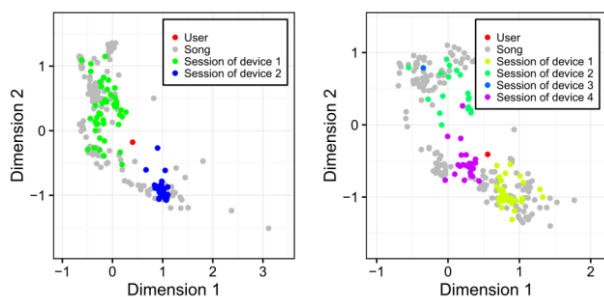 User
Song
Session of device 1
Session of device 2
Dimension 2
1
0
−1
−1
0
1
2
3
Dimension 1
User
Song
Session of device 1
Session of device 2
Session of device 3
Session of device 4
Dimension 2
1
0
−1
−1
0
1
2
Dimension 1